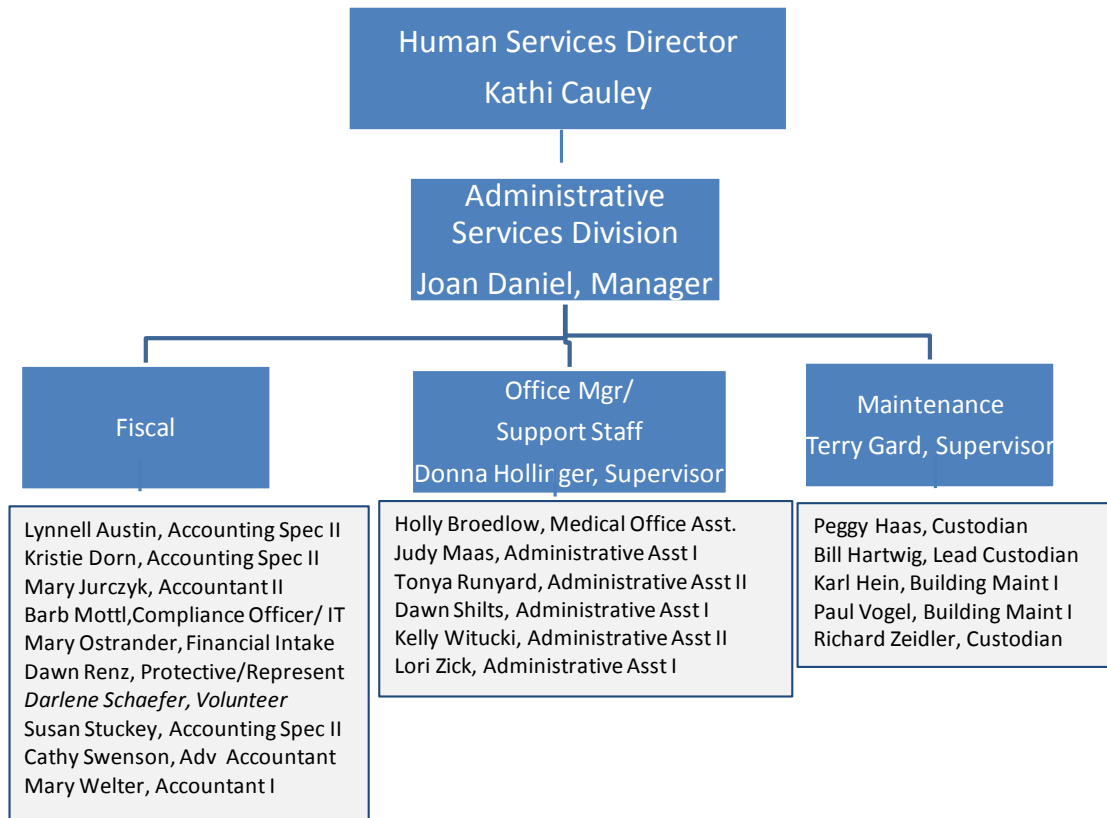 Human Services Director
Kathi Cauley
Administrative
Services Division
Joan Daniel, Manager
Fiscal
Office Mgr/
Support Staff
Donna Hollinger, Supervisor
Maintenance
Terry Gard, Supervisor
Lynnell Austin, Accounting Spec II
Kristie Dorn, Accounting Spec II
Mary Jurczyk, Accountant II
Barb Mottl,Compliance Officer/ IT
Mary Ostrander, Financial Intake
Dawn Renz, Protective/Represent
Darlene Schaefer, Volunteer
Susan Stuckey, Accounting Spec II
Cathy Swenson, Adv Accountant
Mary Welter, Accountant I
Holly Broedlow, Medical Office Asst.
Judy Maas, Administrative Asst I
Tonya Runyard, Administrative Asst II
Dawn Shilts, Administrative Asst I
Kelly Witucki, Administrative Asst II
Lori Zick, Administrative Asst I
Peggy Haas, Custodian
Bill Hartwig, Lead Custodian
Karl Hein, Building Maint I
Paul Vogel, Building Maint I
Richard Zeidler, Custodian